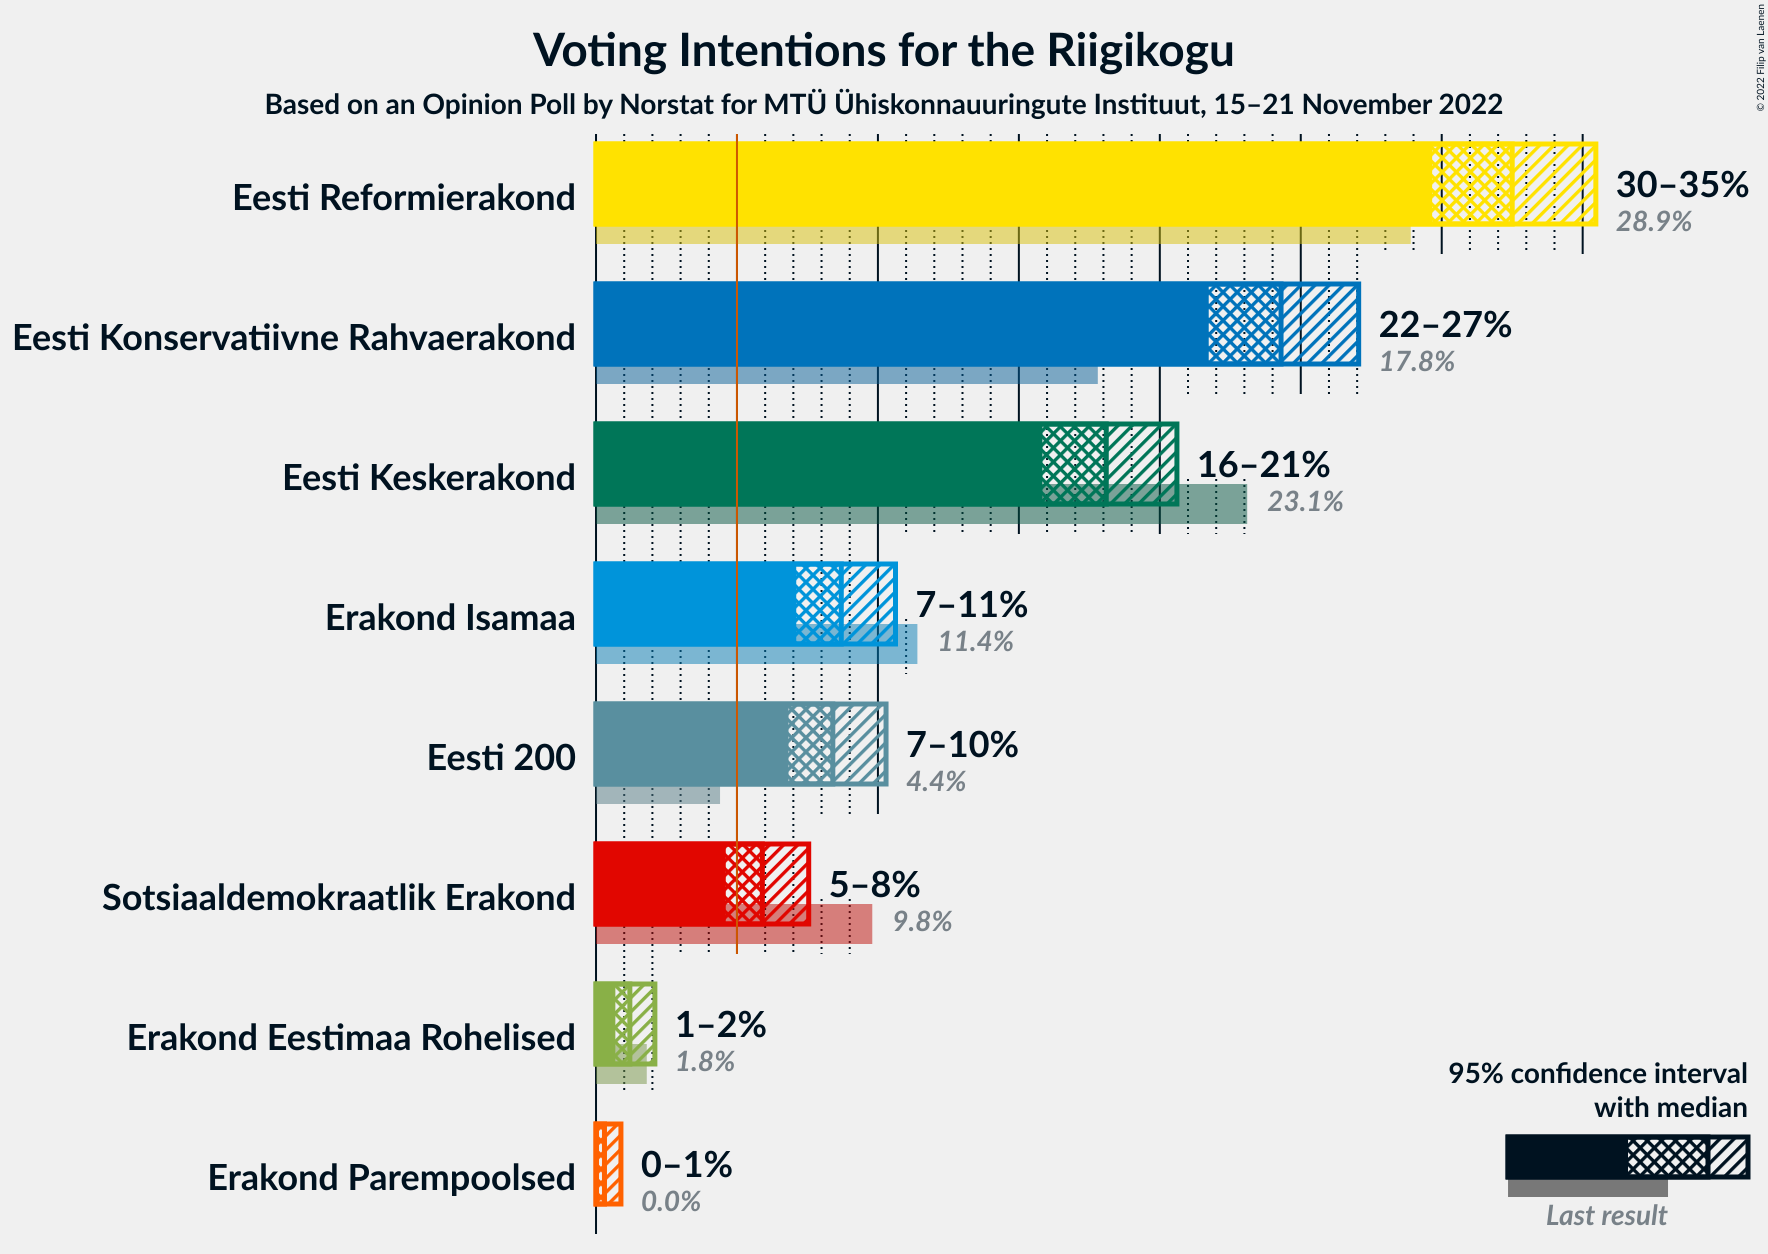 Voting Intentions for the Riigikogu
Based on an Opinion Poll by Norstat for MTÜ Ühiskonnauuringute Instituut, 15–21 November 2022
© 2022 Filip van Laenen
Eesti Reformierakond
30–35%
28.9%
Eesti Konservatiivne Rahvaerakond
22–27%
17.8%
Eesti Keskerakond
16–21%
23.1%
Erakond Isamaa
7–11%
11.4%
Eesti 200
7–10%
4.4%
Sotsiaaldemokraatlik Erakond
5–8%
9.8%
Erakond Eestimaa Rohelised
1–2%
1.8%
Erakond Parempoolsed
0–1%
0.0%
95% confidence interval
with median
Last result